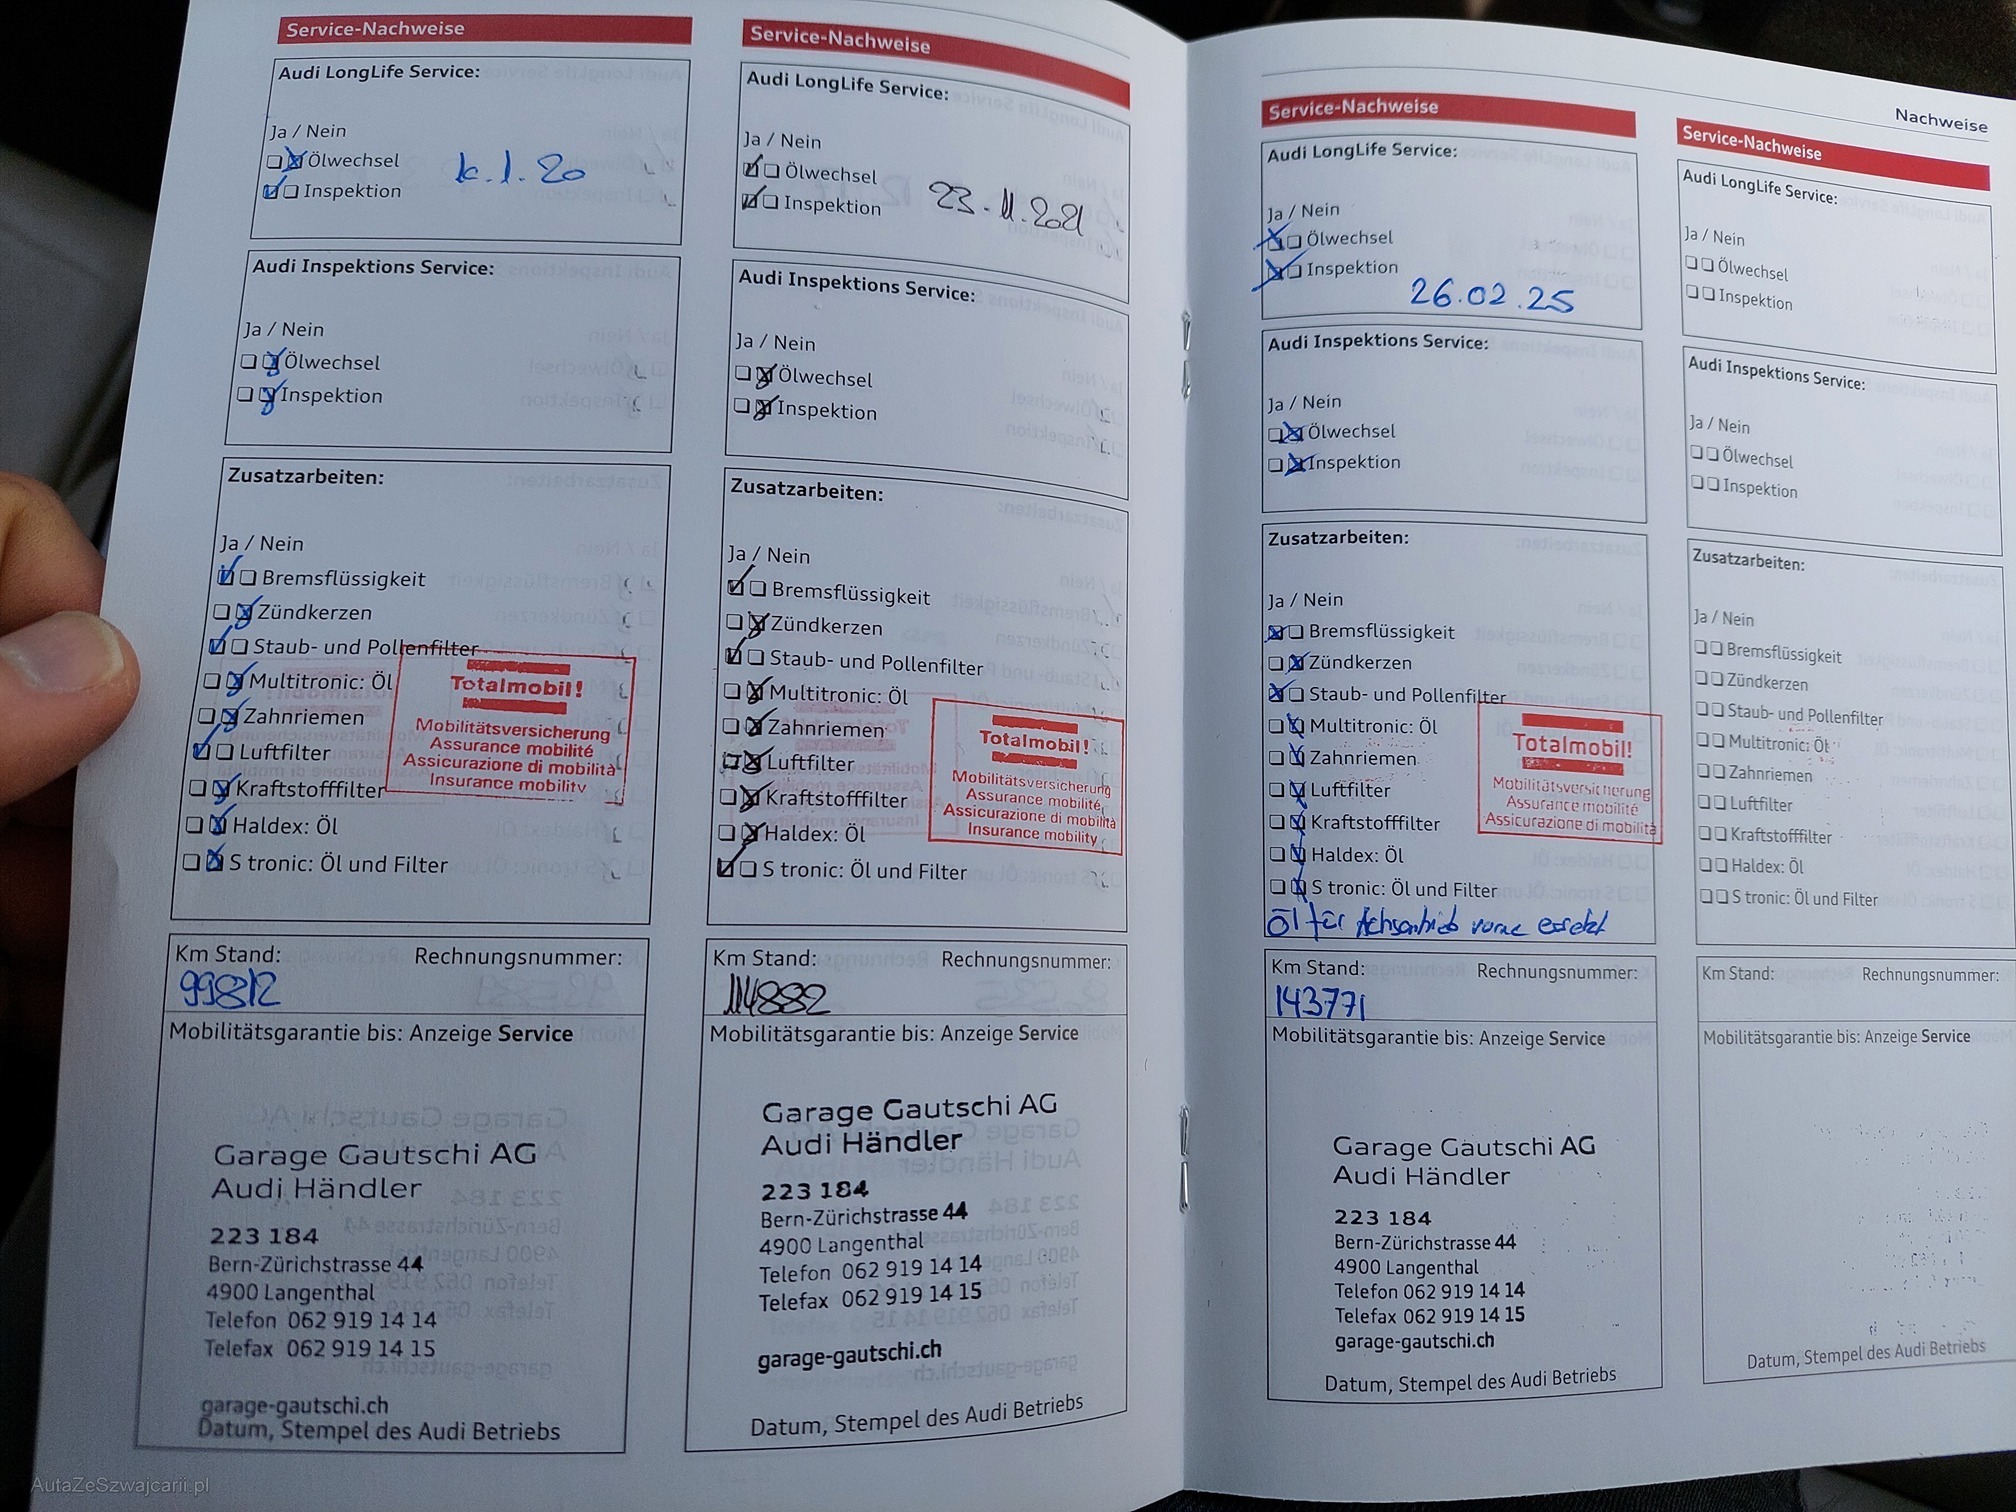 Service-Nachweise
Audi LongLife Service:
Ja / Nein
Ölwechsel
Inspektion
Audi Inspektions Service:
Ja / Nein
Ölwechsel
Inspektion
Zusatzarbeiten:
Ja / Nein
Bremsflüssigkeit
Zündkerzen
Staub- und Pollenfilter
Multitronic: Öl
Zahnriemen
Luftfilter
Kraftstofffilter
Haldex: Öl
S tronic: Öl und Filter
Totalmobil!
Mobilitätsversicherung
Assurance mobilité
Assicurazione di mobilità
Insurance mobility
Km Stand: Rechnungsnummer:
99812
Mobilitätsgarantie bis: Anzeige Service
Garage Gautschi AG
Audi Händler
223 184
Bern-Zürichstrasse 44
4900 Langenthal
Telefon 062 919 14 14
Telefax 062 919 14 15
garage-gautschi.ch
Datum, Stempel des Audi Betriebs
Service-Nachweise
Audi LongLife Service:
Ja / Nein
Ölwechsel
Inspektion
23.11.2021
Audi Inspektions Service:
Ja / Nein
Ölwechsel
Inspektion
Zusatzarbeiten:
Ja / Nein
Bremsflüssigkeit
Zündkerzen
Staub- und Pollenfilter
Multitronic: Öl
Zahnriemen
Luftfilter
Kraftstofffilter
Haldex: Öl
S tronic: Öl und Filter
Totalmobil!
Mobilitätsversicherung
Assurance mobilité
Assicurazione di mobilità
Insurance mobility
Km Stand: Rechnungsnummer:
114882
Mobilitätsgarantie bis: Anzeige Service
Garage Gautschi AG
Audi Händler
223 184
Bern-Zürichstrasse 44
4900 Langenthal
Telefon 062 919 14 14
Telefax 062 919 14 15
garage-gautschi.ch
Datum, Stempel des Audi Betriebs
Nachweise
Service-Nachweise
Audi LongLife Service:
Ja / Nein
Ölwechsel
Inspektion
26.02.25
Audi Inspektions Service:
Ja / Nein
Ölwechsel
Inspektion
Zusatzarbeiten:
Ja / Nein
Bremsflüssigkeit
Zündkerzen
Staub- und Pollenfilter
Multitronic: Öl
Zahnriemen
Luftfilter
Kraftstofffilter
Haldex: Öl
S tronic: Öl und Filter
Öl für Achsantrieb vorne ersetzt
Totalmobil!
Mobilitätsversicherung
Assurance mobilité
Assicurazione di mobilità
Km Stand: Rechnungsnummer:
143771
Mobilitätsgarantie bis: Anzeige Service
Garage Gautschi AG
Audi Händler
223 184
Bern-Zürichstrasse 44
4900 Langenthal
Telefon 062 919 14 14
Telefax 062 919 14 15
garage-gautschi.ch
Datum, Stempel des Audi Betriebs
Service-Nachweise
Audi LongLife Service:
Ja / Nein
Ölwechsel
Inspektion
Audi Inspektions Service:
Ja / Nein
Ölwechsel
Inspektion
Zusatzarbeiten:
Ja / Nein
Bremsflüssigkeit
Zündkerzen
Staub- und Pollenfilter
Multitronic: Öl
Zahnriemen
Luftfilter
Kraftstofffilter
Haldex: Öl
S tronic: Öl und Filter
Km Stand: Rechnungsnummer:
Mobilitätsgarantie bis: Anzeige Service
Datum, Stempel des Audi Betriebs
AutaZeSzwajcarii.pl